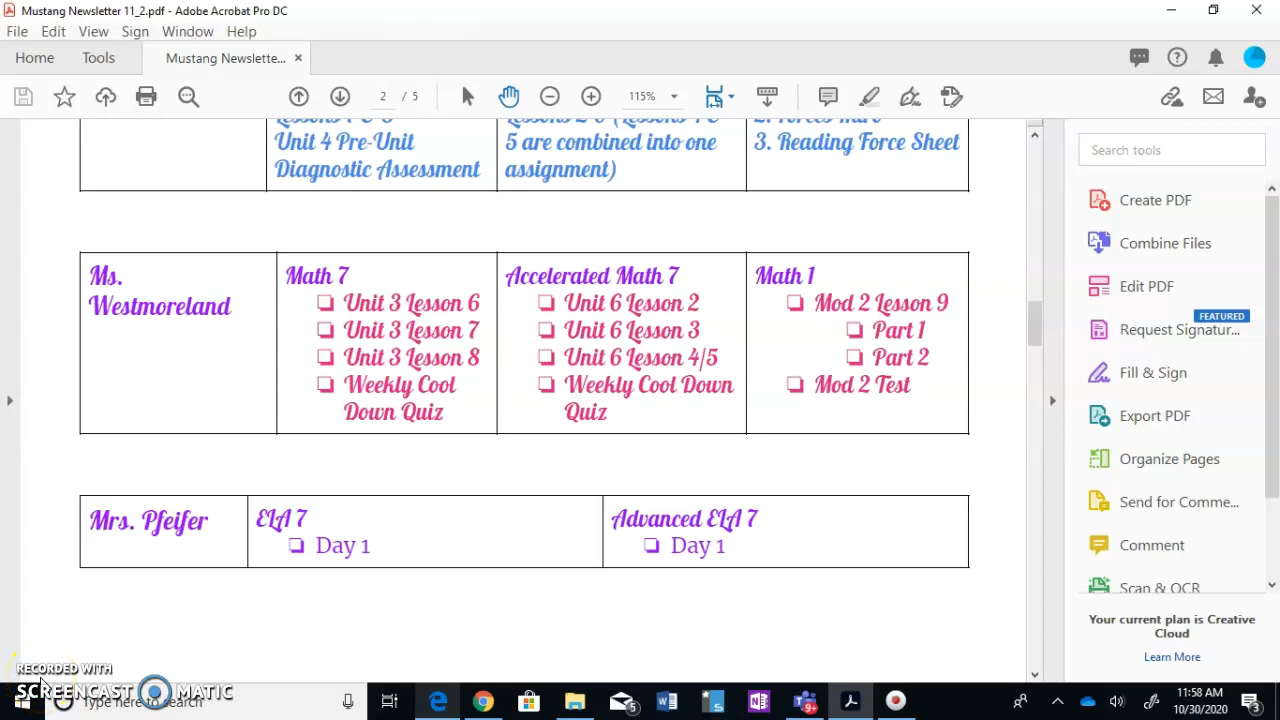 Mustang Newsletter 11_2.pdf - Adobe Acrobat Pro DC
File Edit View Sign Window Help
Home Tools Mustang Newslette... ×
2 / 5 115%
Unit 4 Pre-Unit
Diagnostic Assessment
5 are combined into one
assignment)
3. Reading Force Sheet
Ms.
Westmoreland
Math 7
Unit 3 Lesson 6
Unit 3 Lesson 7
Unit 3 Lesson 8
Weekly Cool
Down Quiz
Accelerated Math 7
Unit 6 Lesson 2
Unit 6 Lesson 3
Unit 6 Lesson 4/5
Weekly Cool Down
Quiz
Math 1
Mod 2 Lesson 9
Part 1
Part 2
Mod 2 Test
Mrs. Pfeifer
ELA 7
Day 1
Advanced ELA 7
Day 1
Search tools
Create PDF
Combine Files
Edit PDF
FEATURED
Request Signatur...
Fill & Sign
Export PDF
Organize Pages
Send for Comme...
Comment
Scan & OCR
Your current plan is Creative
Cloud
Learn More
RECORDED WITH
SCREENCAST MATIC
Type here to search
5
9+
11:58 AM
10/30/2020
3